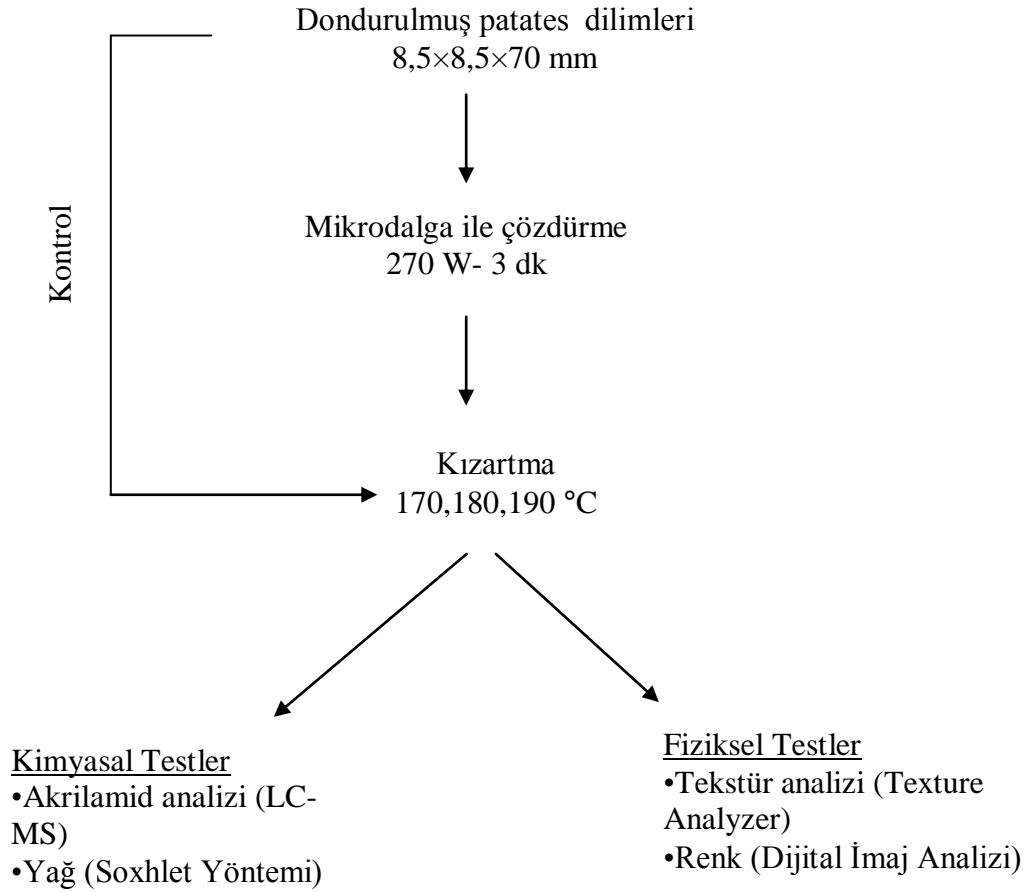 Dondurulmuş patates dilimleri
8,5×8,5×70 mm
Kontrol
Mikrodalga ile çözdürme
270 W- 3 dk
Kızartma
170,180,190 °C
Kimyasal Testler
•Akrilamid analizi (LC-
MS)
•Yağ (Soxhlet Yöntemi)
Fiziksel Testler
•Tekstür analizi (Texture
Analyzer)
•Renk (Dijital İmaj Analizi)